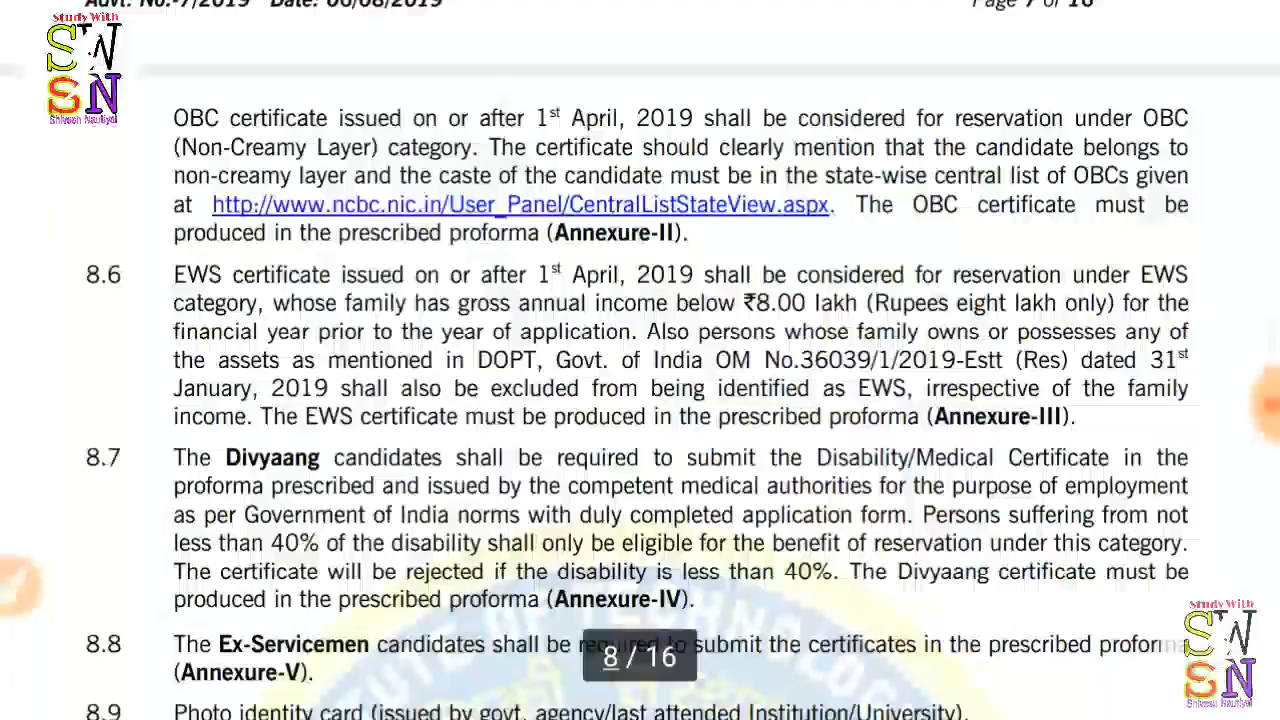 Advt. No.-7/2019 Date: 06/08/2019
Page 7 of 16
Study With
S W
S N
Shivesh Nautiyal
OBC certificate issued on or after 1st April, 2019 shall be considered for reservation under OBC
(Non-Creamy Layer) category. The certificate should clearly mention that the candidate belongs to
non-creamy layer and the caste of the candidate must be in the state-wise central list of OBCs given
at http://www.ncbc.nic.in/User_Panel/CentralListStateView.aspx. The OBC certificate must be
produced in the prescribed proforma (Annexure-II).
8.6 EWS certificate issued on or after 1st April, 2019 shall be considered for reservation under EWS
category, whose family has gross annual income below ₹8.00 lakh (Rupees eight lakh only) for the
financial year prior to the year of application. Also persons whose family owns or possesses any of
the assets as mentioned in DOPT, Govt. of India OM No.36039/1/2019-Estt (Res) dated 31st
January, 2019 shall also be excluded from being identified as EWS, irrespective of the family
income. The EWS certificate must be produced in the prescribed proforma (Annexure-III).
8.7 The Divyaang candidates shall be required to submit the Disability/Medical Certificate in the
proforma prescribed and issued by the competent medical authorities for the purpose of employment
as per Government of India norms with duly completed application form. Persons suffering from not
less than 40% of the disability shall only be eligible for the benefit of reservation under this category.
The certificate will be rejected if the disability is less than 40%. The Divyaang certificate must be
produced in the prescribed proforma (Annexure-IV).
8.8 The Ex-Servicemen candidates shall be required to submit the certificates in the prescribed proforma
(Annexure-V).
8 / 16
8.9 Photo identity card (issued by govt. agency/last attended Institution/University).
Study With
S W
S N
Shivesh Nautiyal